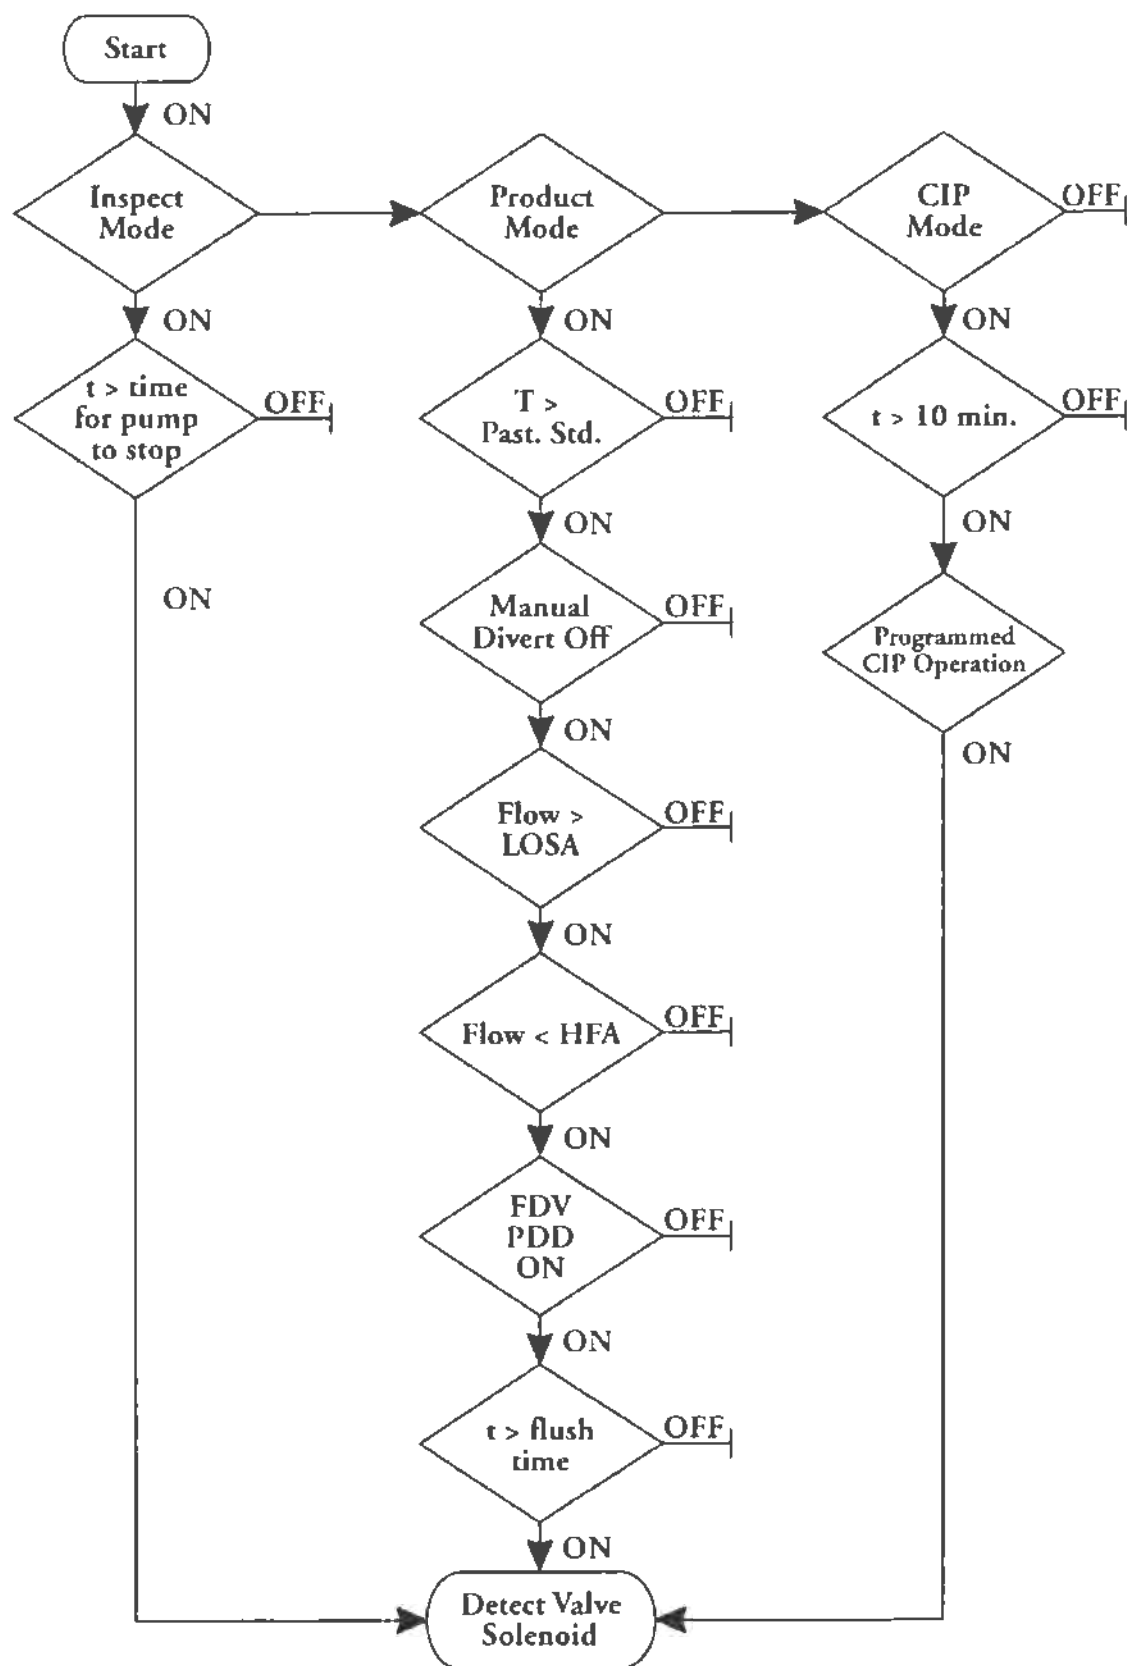 Start
ON
Inspect
Mode
Product
Mode
CIP
Mode
OFF
ON
ON
ON
t > time
for pump
to stop
OFF
T >
Past. Std.
OFF
t > 10 min.
OFF
ON
ON
ON
Manual
Divert Off
OFF
Programmed
CIP Operation
ON
ON
Flow >
LOSA
OFF
ON
Flow < HFA
OFF
ON
FDV
PDD
ON
OFF
ON
t > flush
time
OFF
ON
Detect Valve
Solenoid